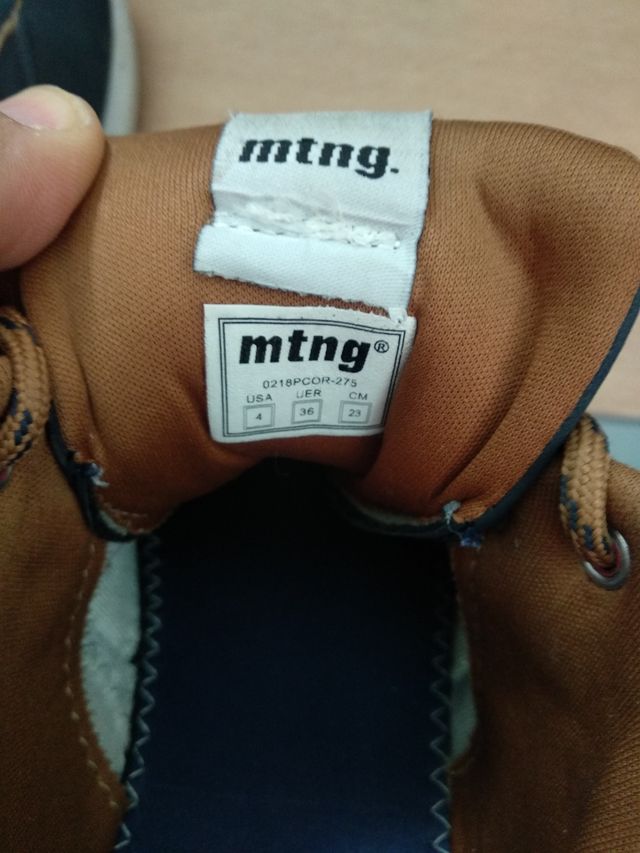 mtng.
mtng®
0218PCOR-275
USA UER CM
4 36 23